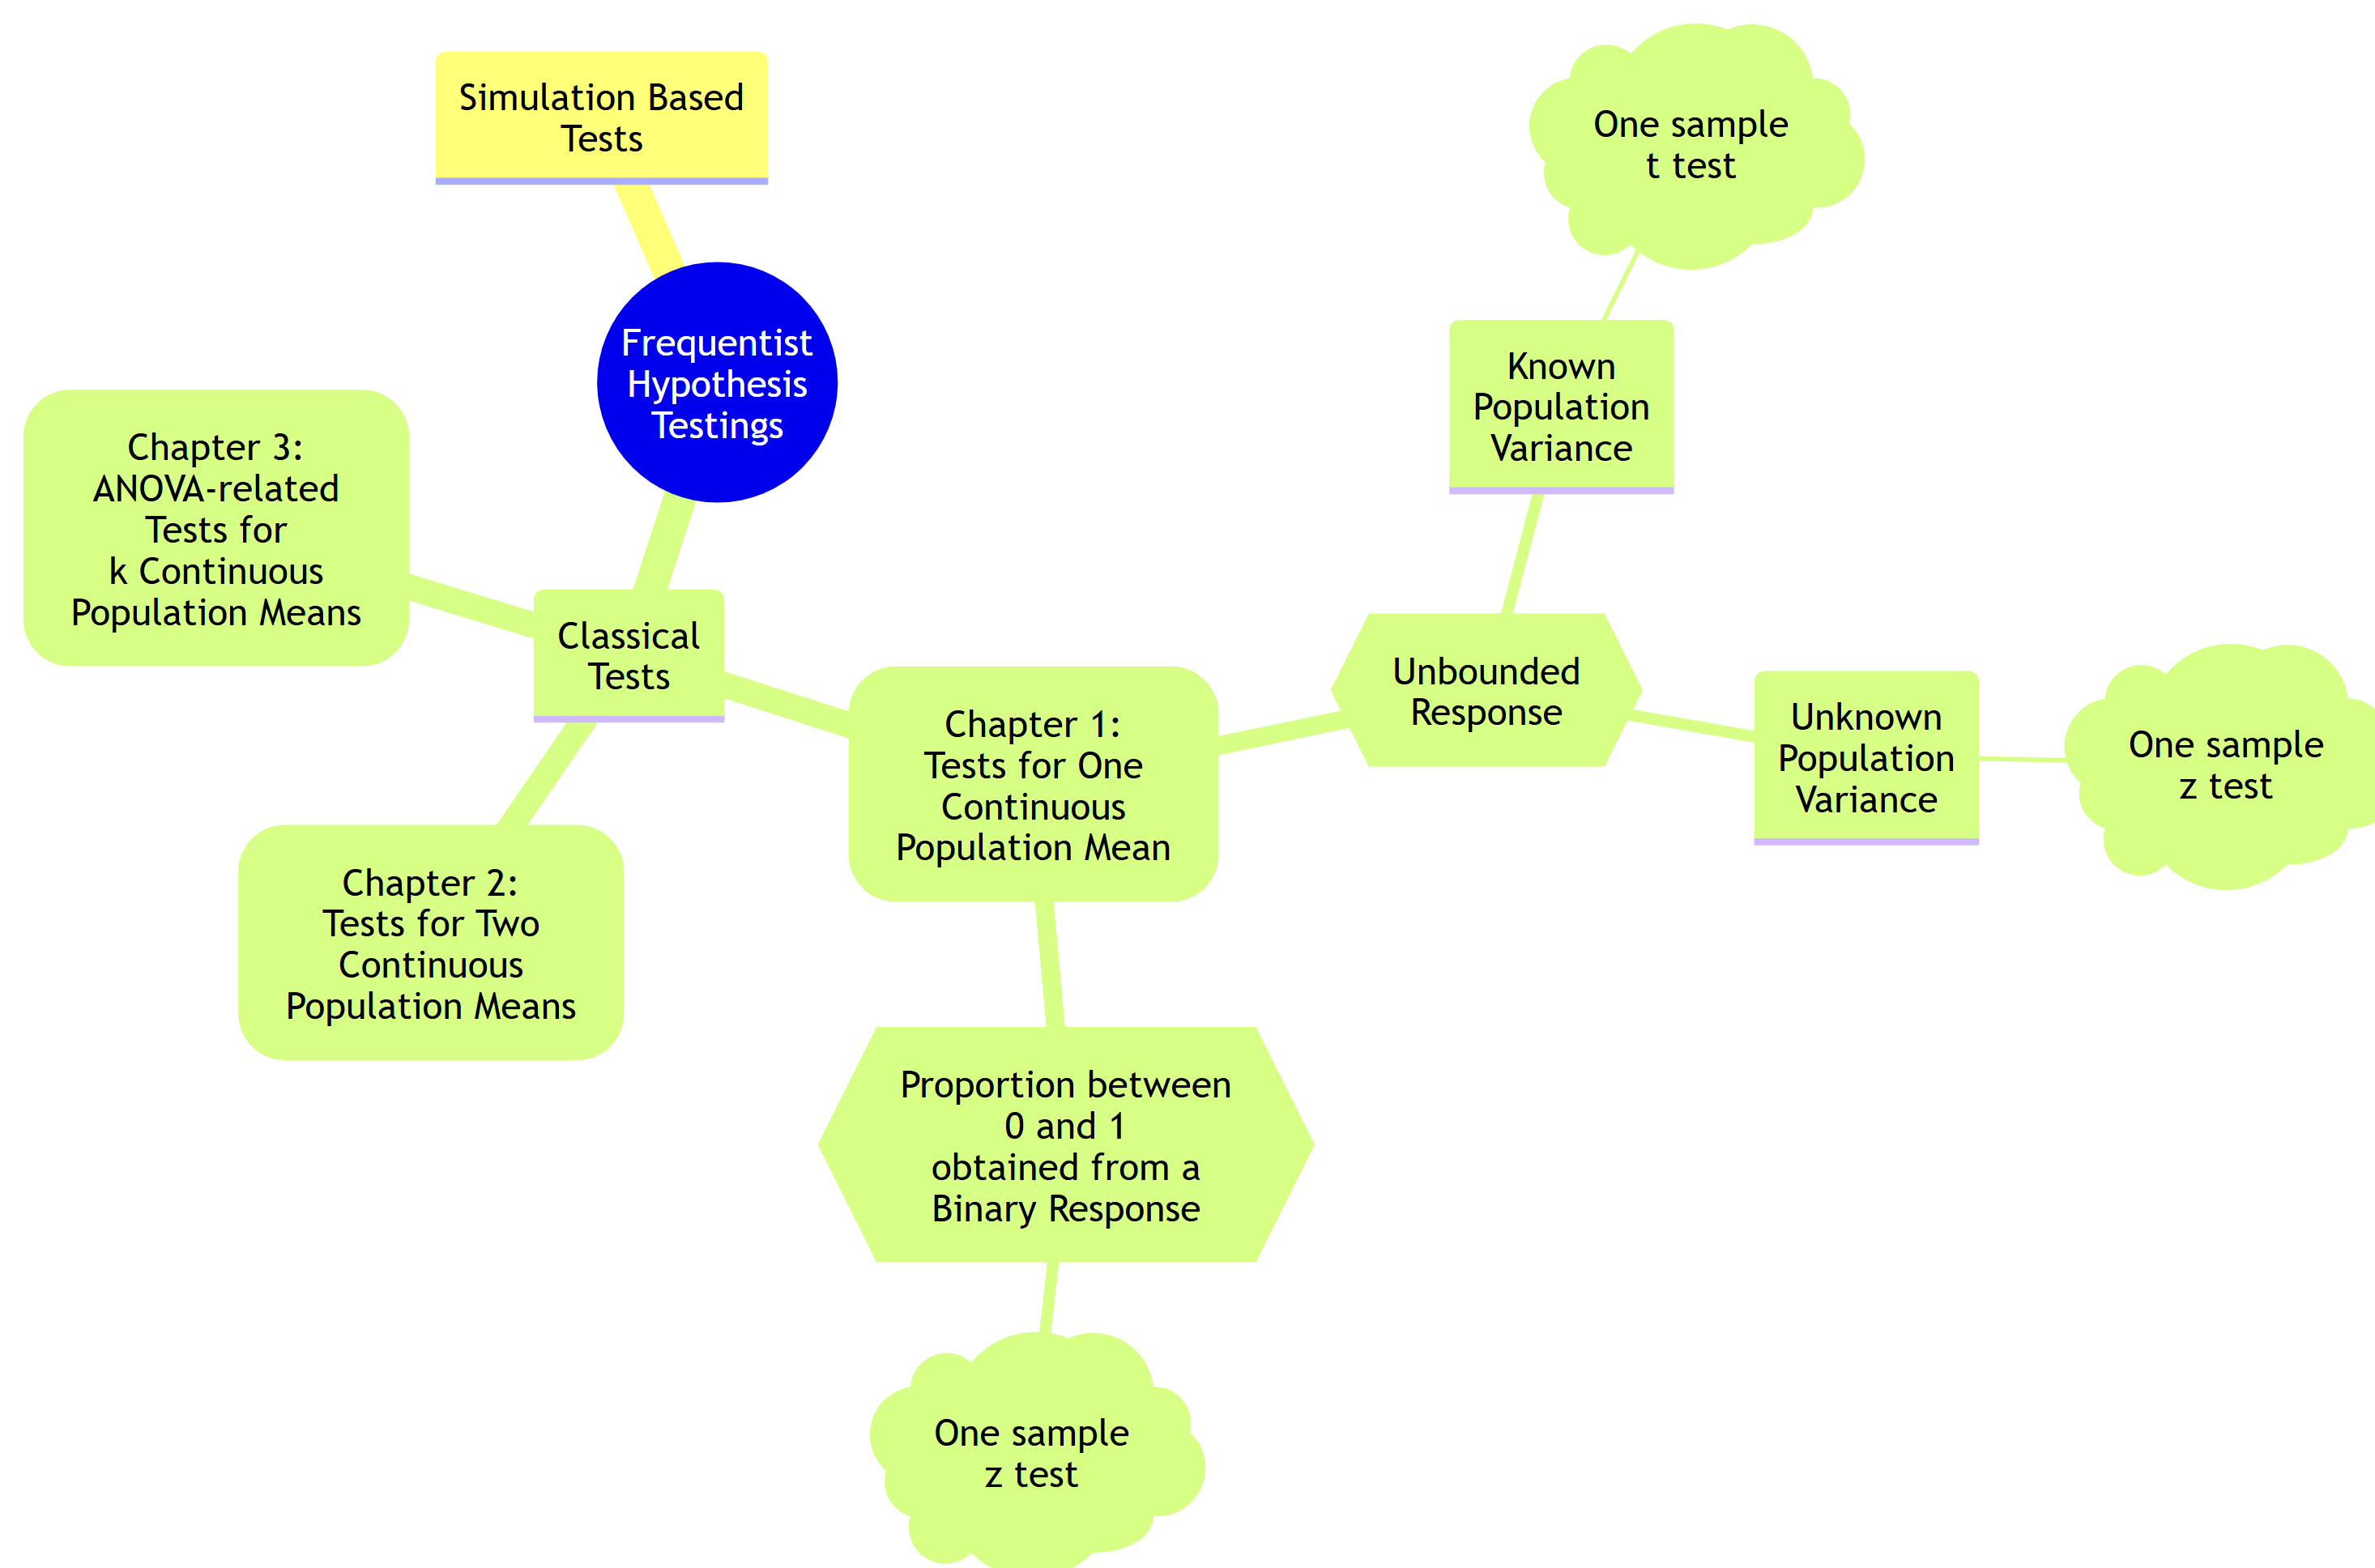 Simulation Based
Tests
Frequentist
Hypothesis
Testings
Classical
Tests
Chapter 3:
ANOVA-related
Tests for
k Continuous
Population Means
Chapter 2:
Tests for Two
Continuous
Population Means
Chapter 1:
Tests for One
Continuous
Population Mean
Unbounded
Response
Known
Population
Variance
One sample
t test
Unknown
Population
Variance
One sample
z test
Proportion between
0 and 1
obtained from a
Binary Response
One sample
z test